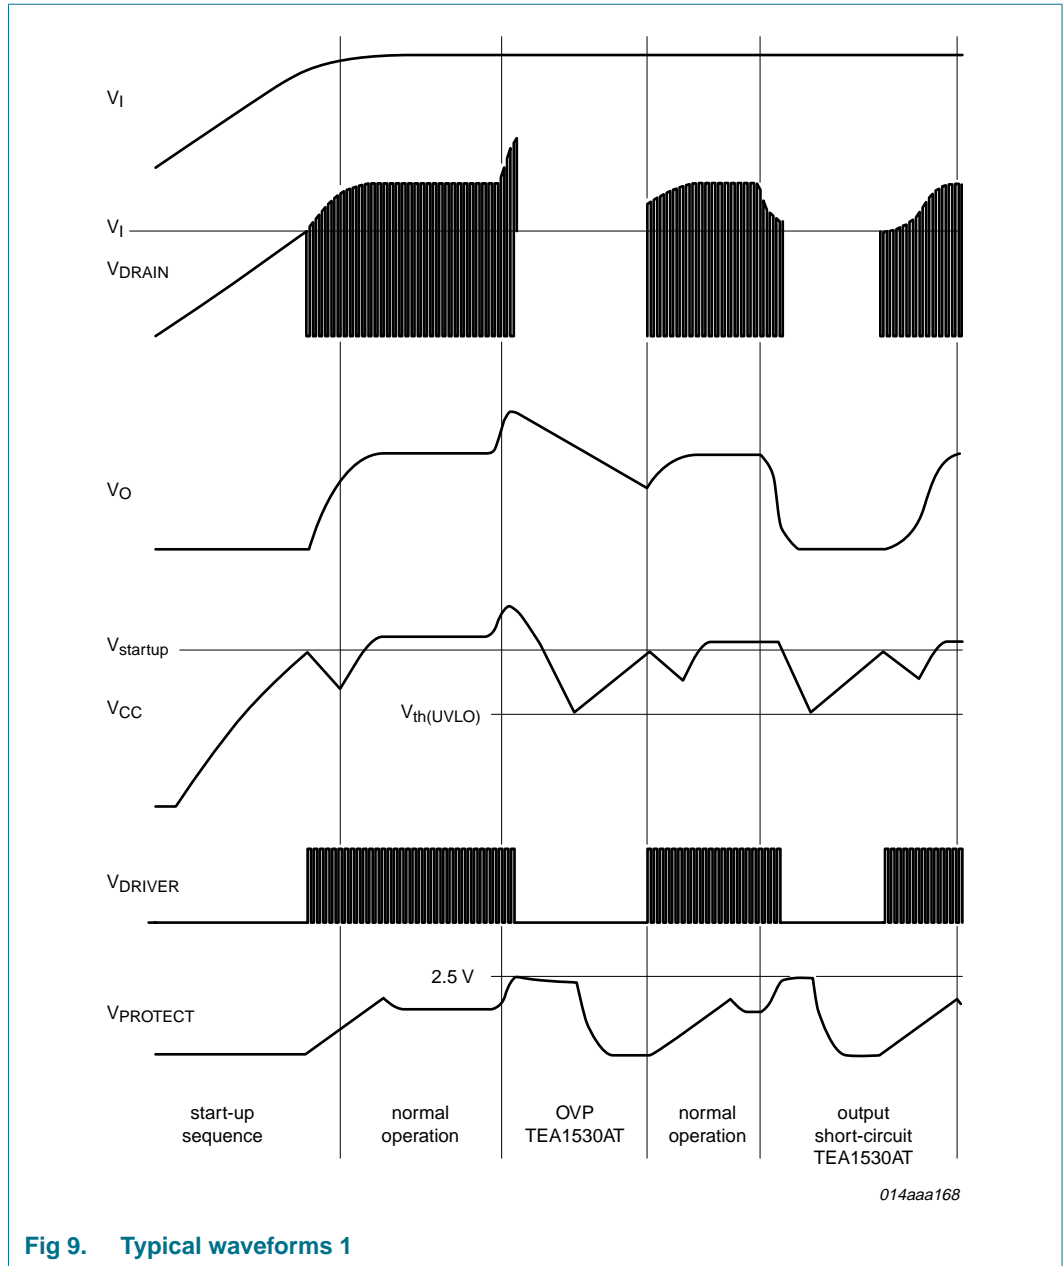 VI
VI
VDRAIN
VO
Vstartup
VCC
Vth(UVLO)
VDRIVER
2.5 V
VPROTECT
start-up
sequence
normal
operation
OVP
TEA1530AT
normal
operation
output
short-circuit
TEA1530AT
014aaa168
Fig 9. Typical waveforms 1